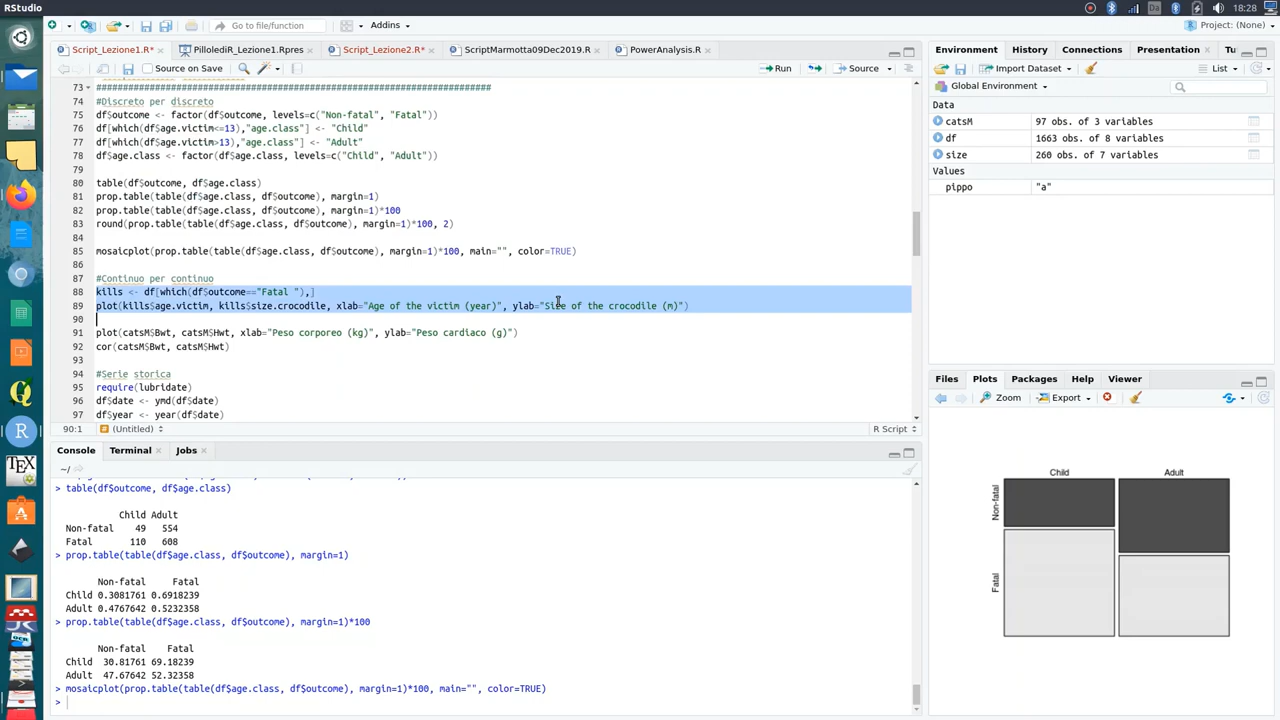 RStudio
18:28
Go to file/function
Addins
Project: (None)
Script_Lezione1.R*
PilloledìR_Lezione1.Rpres
Script_Lezione2.R*
ScriptMarmotta09Dec2019.R
PowerAnalysis.R
Source on Save
Run
Source
73 #######################################################################
74 #Discreto per discreto
75 df$outcome <- factor(df$outcome, levels=c("Non-fatal", "Fatal"))
76 df[which(df$age.victim<=13),"age.class"] <- "Child"
77 df[which(df$age.victim>13),"age.class"] <- "Adult"
78 df$age.class <- factor(df$age.class, levels=c("Child", "Adult"))
79
80 table(df$outcome, df$age.class)
81 prop.table(table(df$age.class, df$outcome), margin=1)
82 prop.table(table(df$age.class, df$outcome), margin=1)*100
83 round(prop.table(table(df$age.class, df$outcome), margin=1)*100, 2)
84
85 mosaicplot(prop.table(table(df$age.class, df$outcome), margin=1)*100, main="", color=TRUE)
86
87 #Continuo per continuo
88 kills <- df[which(df$outcome=="Fatal "),]
89 plot(kills$age.victim, kills$size.crocodile, xlab="Age of the victim (year)", ylab="Size of the crocodile (m)")
90
91 plot(catsM$Bwt, catsM$Hwt, xlab="Peso corporeo (kg)", ylab="Peso cardiaco (g)")
92 cor(catsM$Bwt, catsM$Hwt)
93
94 #Serie storica
95 require(lubridate)
96 df$date <- ymd(df$date)
97 df$year <- year(df$date)
90:1 (Untitled)
R Script
Console
Terminal
Jobs
~/
> table(df$outcome, df$age.class)
Child Adult
Non-fatal 49 554
Fatal 110 608
> prop.table(table(df$age.class, df$outcome), margin=1)
Non-fatal Fatal
Child 0.3081761 0.6918239
Adult 0.4767642 0.5232358
> prop.table(table(df$age.class, df$outcome), margin=1)*100
Non-fatal Fatal
Child 30.81761 69.18239
Adult 47.67642 52.32358
> mosaicplot(prop.table(table(df$age.class, df$outcome), margin=1)*100, main="", color=TRUE)
>
Environment
History
Connections
Presentation
Tu
Import Dataset
List
Global Environment
Data
catsM 97 obs. of 3 variables
df 1663 obs. of 8 variables
size 260 obs. of 7 variables
Values
pippo "a"
Files
Plots
Packages
Help
Viewer
Zoom
Export
Child Adult
Non-fatal
Fatal